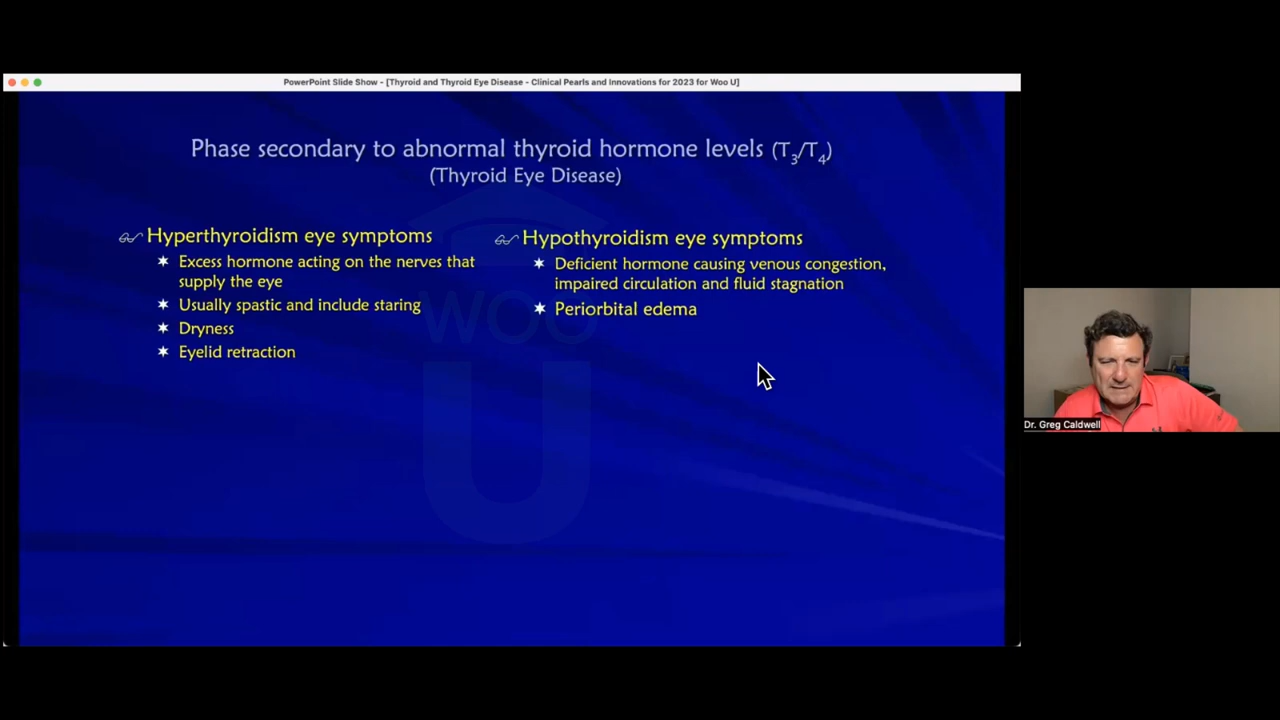 PowerPoint Slide Show - [Thyroid and Thyroid Eye Disease - Clinical Pearls and Innovations for 2023 for Woo U]
Phase secondary to abnormal thyroid hormone levels (T₃/T₄)
(Thyroid Eye Disease)
Hyperthyroidism eye symptoms
Excess hormone acting on the nerves that
supply the eye
Usually spastic and include staring
Dryness
Eyelid retraction
Hypothyroidism eye symptoms
Deficient hormone causing venous congestion,
impaired circulation and fluid stagnation
Periorbital edema
WOO
U
Dr. Greg Caldwell